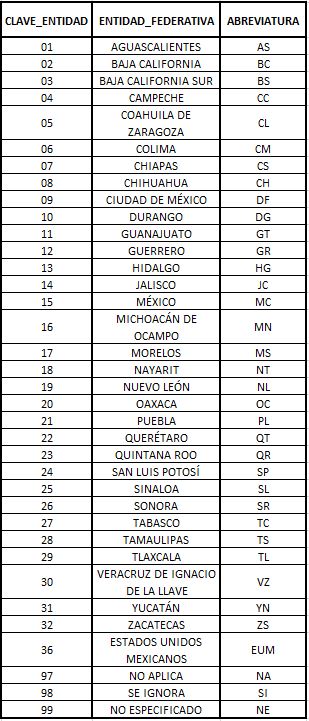 CLAVE_ENTIDAD ENTIDAD_FEDERATIVA ABREVIATURA
01 AGUASCALIENTES AS
02 BAJA CALIFORNIA BC
03 BAJA CALIFORNIA SUR BS
04 CAMPECHE CC
05 COAHUILA DE
ZARAGOZA CL
06 COLIMA CM
07 CHIAPAS CS
08 CHIHUAHUA CH
09 CIUDAD DE MÉXICO DF
10 DURANGO DG
11 GUANAJUATO GT
12 GUERRERO GR
13 HIDALGO HG
14 JALISCO JC
15 MÉXICO MC
16 MICHOACÁN DE
OCAMPO MN
17 MORELOS MS
18 NAYARIT NT
19 NUEVO LEÓN NL
20 OAXACA OC
21 PUEBLA PL
22 QUERÉTARO QT
23 QUINTANA ROO QR
24 SAN LUIS POTOSÍ SP
25 SINALOA SL
26 SONORA SR
27 TABASCO TC
28 TAMAULIPAS TS
29 TLAXCALA TL
30 VERACRUZ DE IGNACIO
DE LA LLAVE VZ
31 YUCATÁN YN
32 ZACATECAS ZS
36 ESTADOS UNIDOS
MEXICANOS EUM
97 NO APLICA NA
98 SE IGNORA SI
99 NO ESPECIFICADO NE